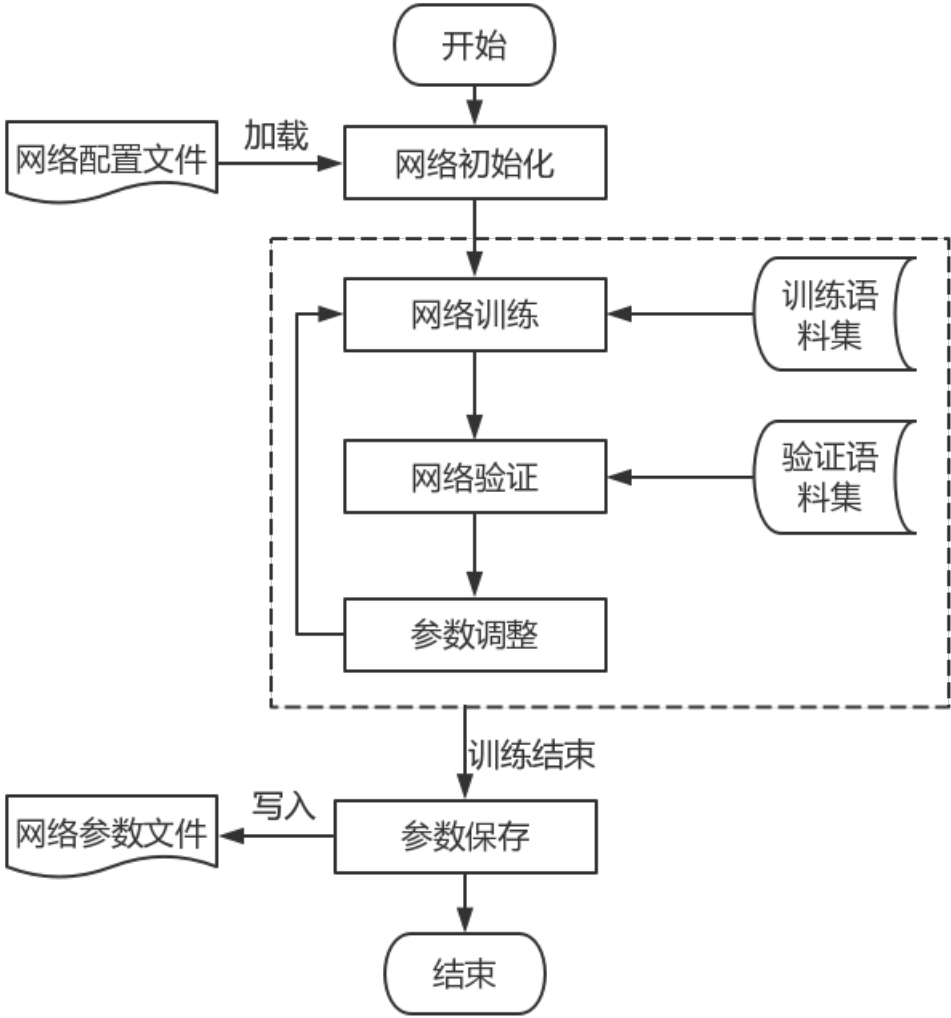 开始
加载
网络配置文件
网络初始化
网络训练
训练语
料集
网络验证
验证语
料集
参数调整
训练结束
写入
网络参数文件
参数保存
结束